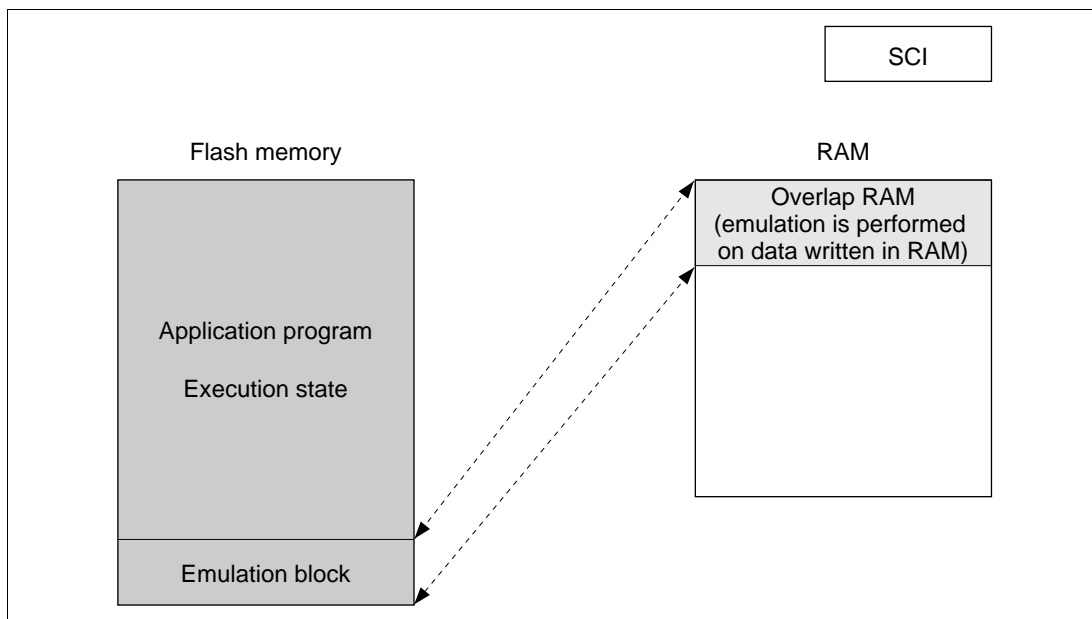 SCI
Flash memory
RAM
Overlap RAM
(emulation is performed
on data written in RAM)
Application program
Execution state
Emulation block